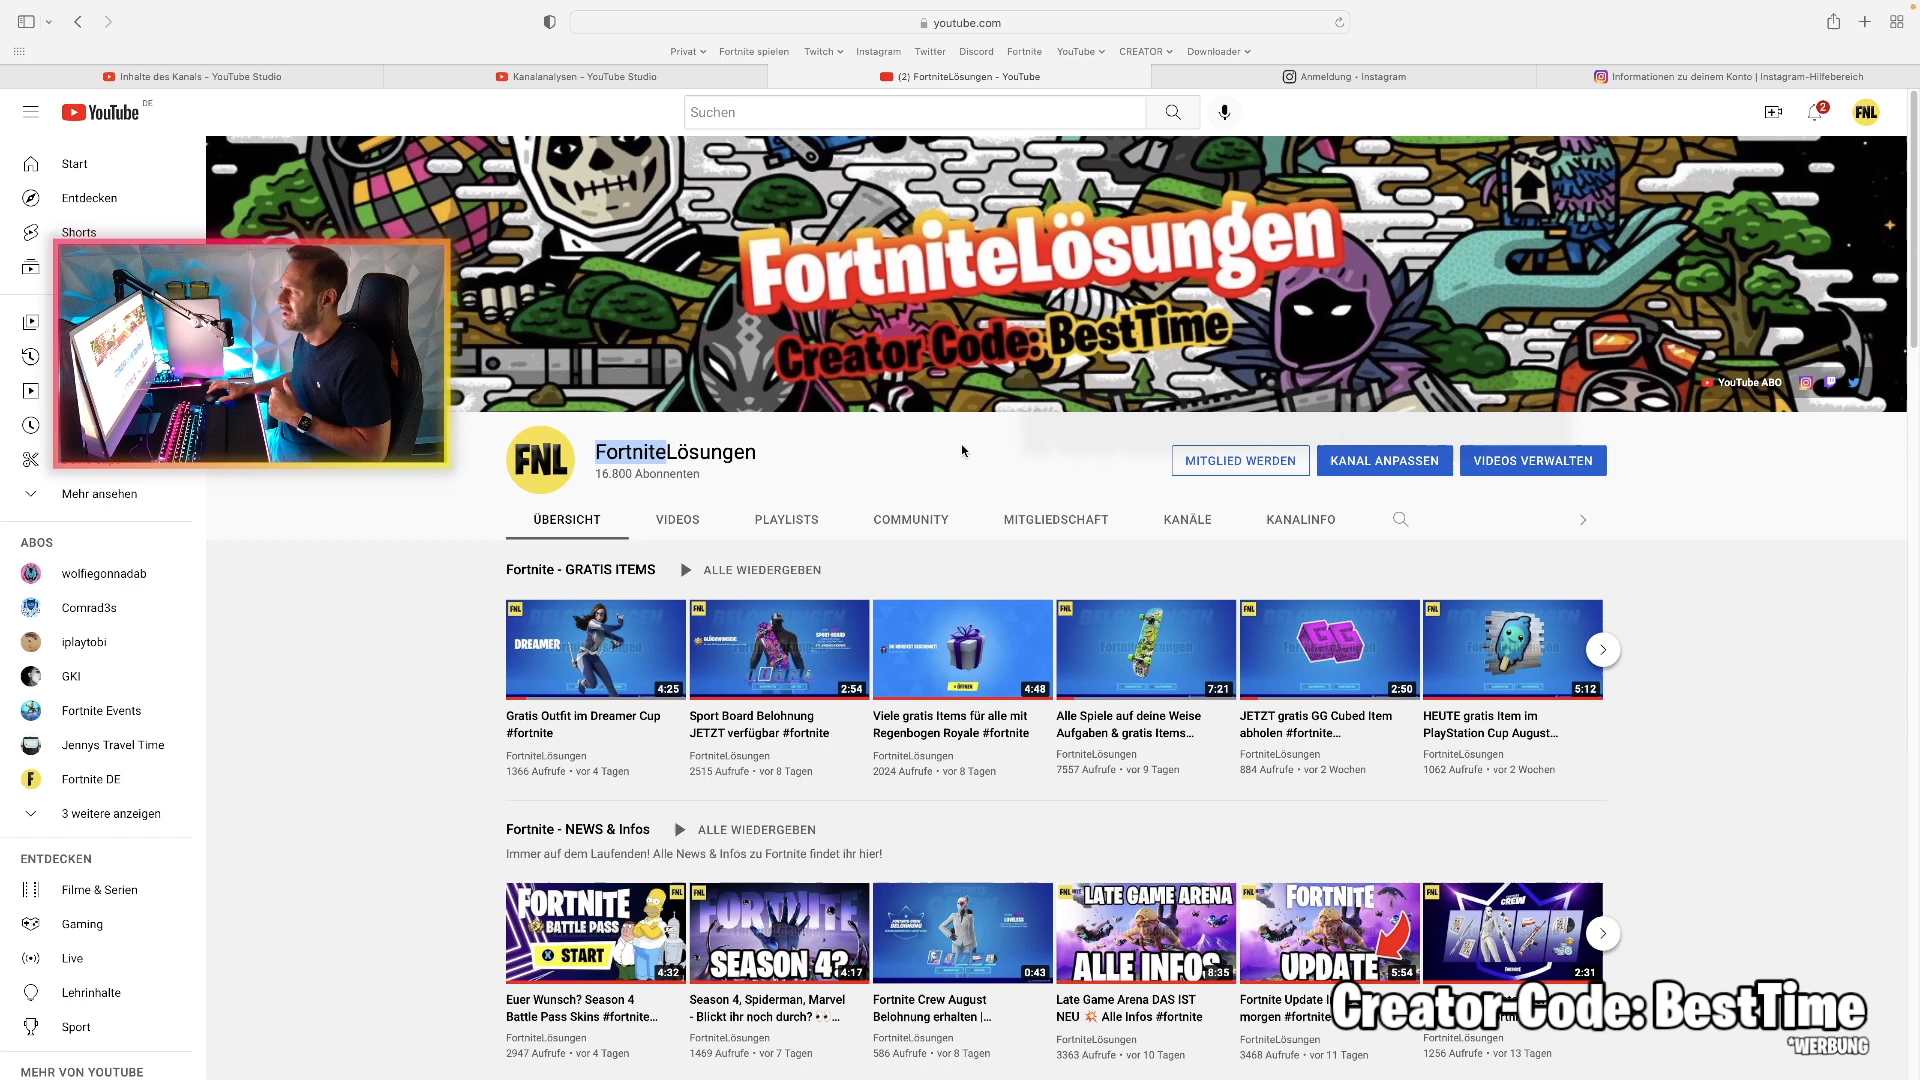 youtube.com
Privat
Fortnite spielen
Twitch
Instagram
Twitter
Discord
Fortnite
YouTube
CREATOR
Downloader
Inhalte des Kanals - YouTube Studio
Kanalanalysen - YouTube Studio
(2) FortniteLösungen - YouTube
Anmeldung • Instagram
Informationen zu deinem Konto | Instagram-Hilfebereich
YouTube DE
Suchen
2
FNL
Start
Entdecken
Shorts
Mehr ansehen
ABOS
wolfiegonnadab
Comrad3s
iplaytobi
GKI
Fortnite Events
Jennys Travel Time
Fortnite DE
3 weitere anzeigen
ENTDECKEN
Filme & Serien
Gaming
Live
Lehrinhalte
Sport
MEHR VON YOUTUBE
FortniteLösungen
Creator Code: BestTime
YouTube ABO
FNL
FortniteLösungen
16.800 Abonnenten
MITGLIED WERDEN
KANAL ANPASSEN
VIDEOS VERWALTEN
ÜBERSICHT
VIDEOS
PLAYLISTS
COMMUNITY
MITGLIEDSCHAFT
KANÄLE
KANALINFO
Fortnite - GRATIS ITEMS
ALLE WIEDERGEBEN
FNL
DREAMER
4:25
Gratis Outfit im Dreamer Cup
#fortnite
FortniteLösungen
1366 Aufrufe • vor 4 Tagen
FNL
2:54
Sport Board Belohnung
JETZT verfügbar #fortnite
FortniteLösungen
2515 Aufrufe • vor 8 Tagen
4:48
Viele gratis Items für alle mit
Regenbogen Royale #fortnite
FortniteLösungen
2024 Aufrufe • vor 8 Tagen
FNL
7:21
Alle Spiele auf deine Weise
Aufgaben & gratis Items...
FortniteLösungen
7557 Aufrufe • vor 9 Tagen
FNL
GG
2:50
JETZT gratis GG Cubed Item
abholen #fortnite...
FortniteLösungen
884 Aufrufe • vor 2 Wochen
FNL
5:12
HEUTE gratis Item im
PlayStation Cup August...
FortniteLösungen
1062 Aufrufe • vor 2 Wochen
Fortnite - NEWS & Infos
ALLE WIEDERGEBEN
Immer auf dem Laufenden! Alle News & Infos zu Fortnite findet ihr hier!
FNL
FORTNITE
BATTLE PASS
START
4:32
Euer Wunsch? Season 4
Battle Pass Skins #fortnite...
FortniteLösungen
2947 Aufrufe • vor 4 Tagen
FNL
FORTNITE
SEASON 4?
4:17
Season 4, Spiderman, Marvel
- Blickt ihr noch durch? 👀...
FortniteLösungen
1469 Aufrufe • vor 7 Tagen
0:43
Fortnite Crew August
Belohnung erhalten |...
FortniteLösungen
586 Aufrufe • vor 8 Tagen
LATE GAME ARENA
ALLE INFOS
8:35
Late Game Arena DAS IST
NEU 💥 Alle Infos #fortnite
FortniteLösungen
3363 Aufrufe • vor 10 Tagen
FNL
FORTNITE
UPDATE
5:54
Fortnite Update
morgen #fortnite
FortniteLösungen
3468 Aufrufe • vor 11 Tagen
FNL
CREW
2:31
FortniteLösungen
1256 Aufrufe • vor 13 Tagen
Creator-Code: BestTime
*WERBUNG